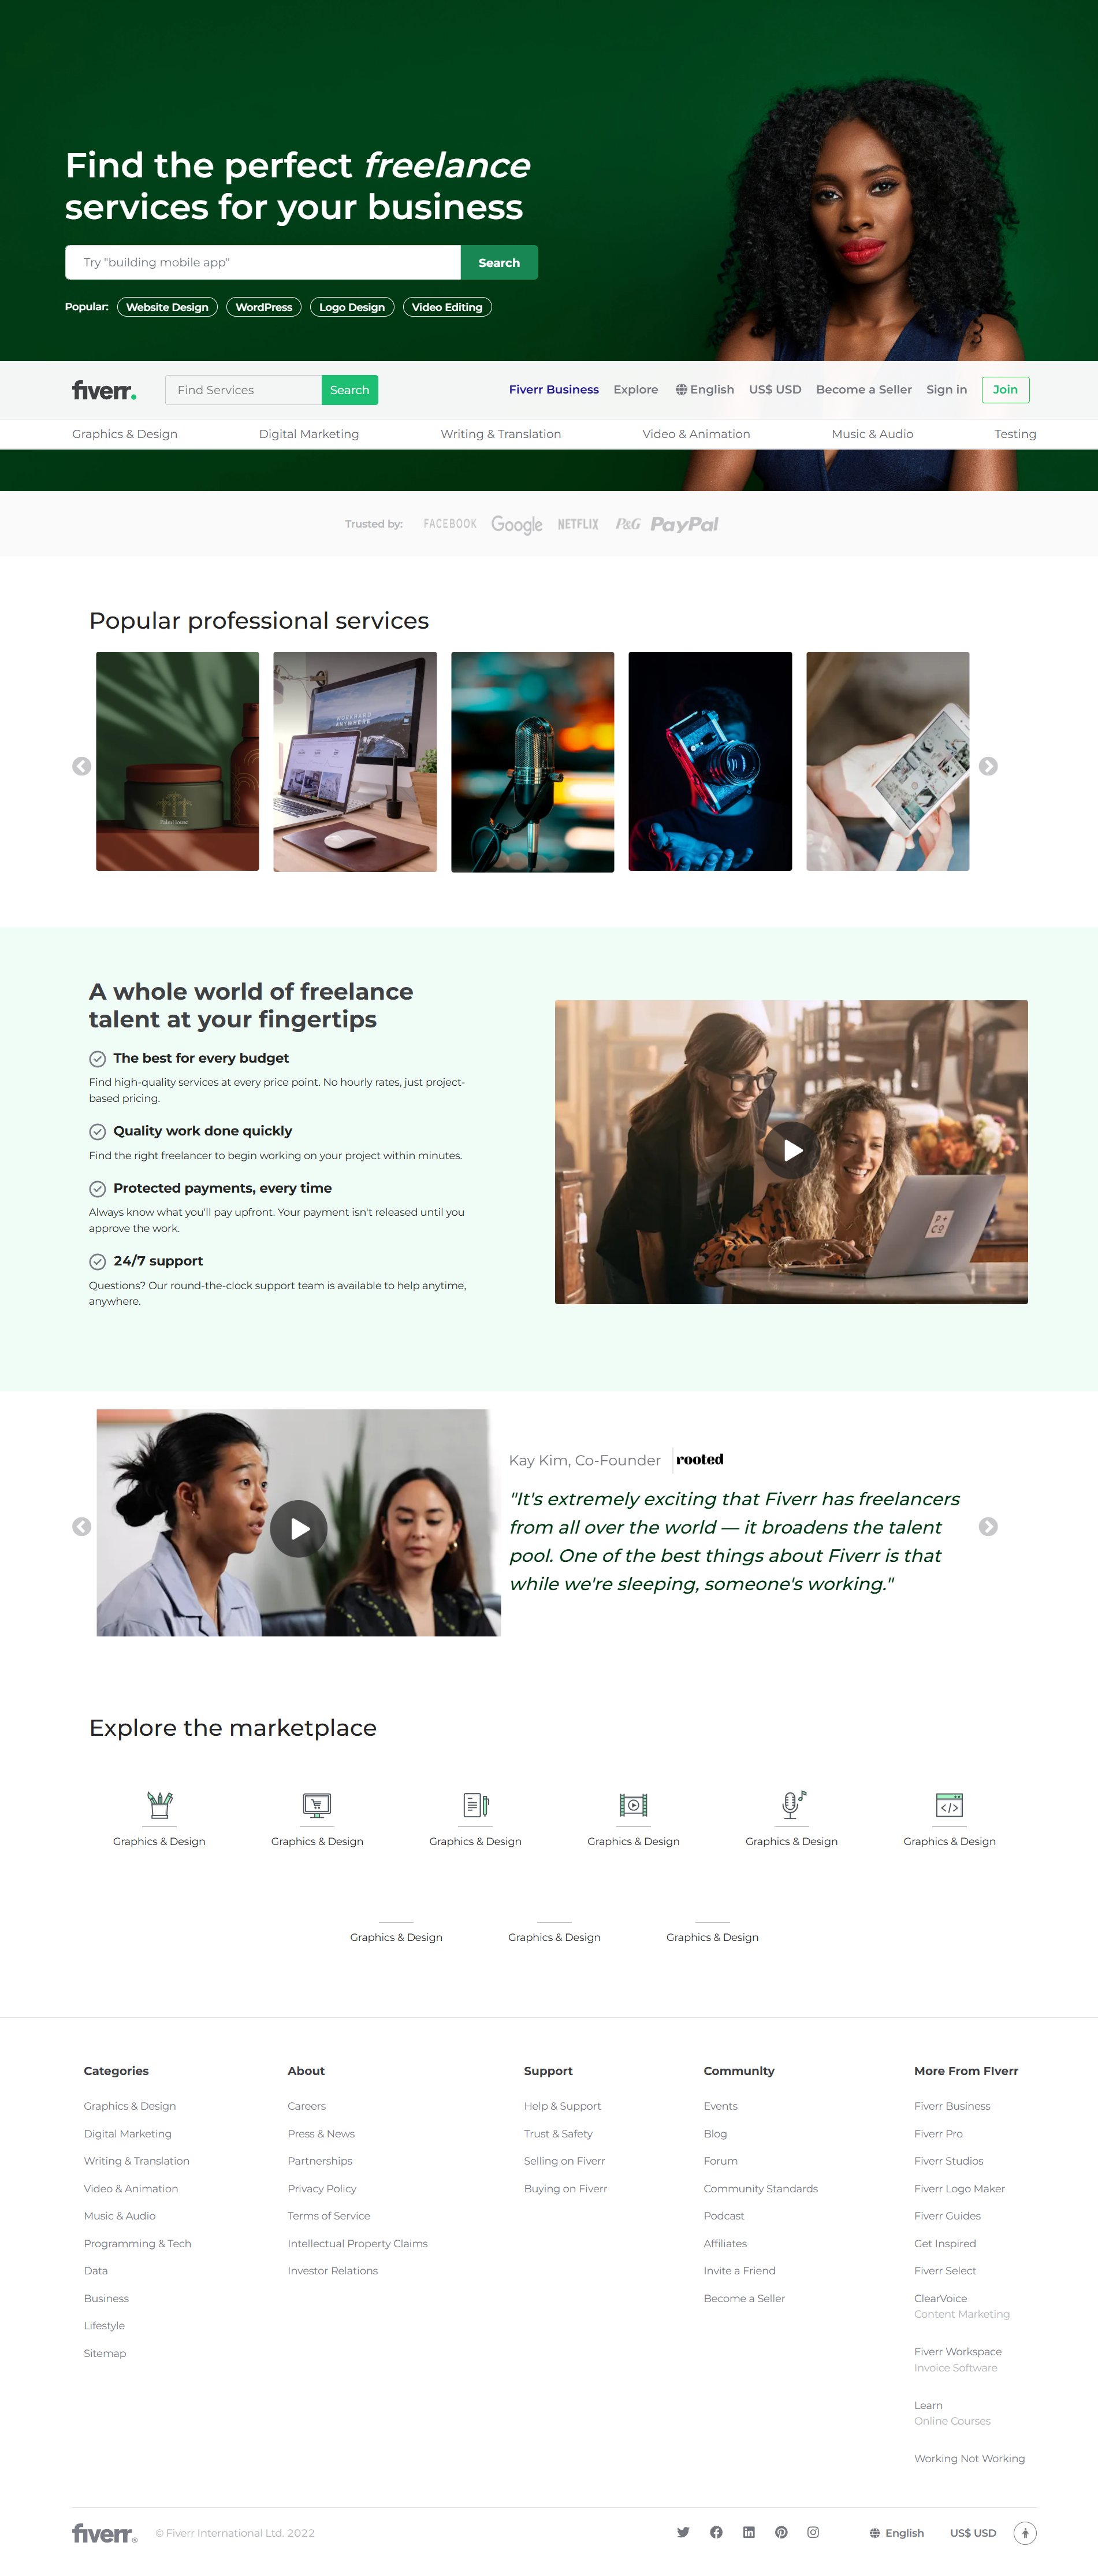 Find the perfect freelance
services for your business
Try "building mobile app"
Search
Popular:
Website Design
WordPress
Logo Design
Video Editing
fiverr.
Find Services
Search
Fiverr Business
Explore
English
US$ USD
Become a Seller
Sign in
Join
Graphics & Design
Digital Marketing
Writing & Translation
Video & Animation
Music & Audio
Testing
Trusted by:
FACEBOOK
Google
NETFLIX
P&G
PayPal
Popular professional services
WORKHARD
ANYWHERE
A whole world of freelance
talent at your fingertips
The best for every budget
Find high-quality services at every price point. No hourly rates, just project-
based pricing.
Quality work done quickly
Find the right freelancer to begin working on your project within minutes.
Protected payments, every time
Always know what you'll pay upfront. Your payment isn't released until you
approve the work.
24/7 support
Questions? Our round-the-clock support team is available to help anytime,
anywhere.
P+
CO
Kay Kim, Co-Founder
rooted
"It's extremely exciting that Fiverr has freelancers
from all over the world — it broadens the talent
pool. One of the best things about Fiverr is that
while we're sleeping, someone's working."
Explore the marketplace
Graphics & Design
Graphics & Design
Graphics & Design
Graphics & Design
Graphics & Design
Graphics & Design
Graphics & Design
Graphics & Design
Graphics & Design
Categories
Graphics & Design
Digital Marketing
Writing & Translation
Video & Animation
Music & Audio
Programming & Tech
Data
Business
Lifestyle
Sitemap
About
Careers
Press & News
Partnerships
Privacy Policy
Terms of Service
Intellectual Property Claims
Investor Relations
Support
Help & Support
Trust & Safety
Selling on Fiverr
Buying on Fiverr
CommunIty
Events
Blog
Forum
Community Standards
Podcast
Affiliates
Invite a Friend
Become a Seller
More From FIverr
Fiverr Business
Fiverr Pro
Fiverr Studios
Fiverr Logo Maker
Fiverr Guides
Get Inspired
Fiverr Select
ClearVoice
Content Marketing
Fiverr Workspace
Invoice Software
Learn
Online Courses
Working Not Working
fiverr®
© Fiverr International Ltd. 2022
English
US$ USD